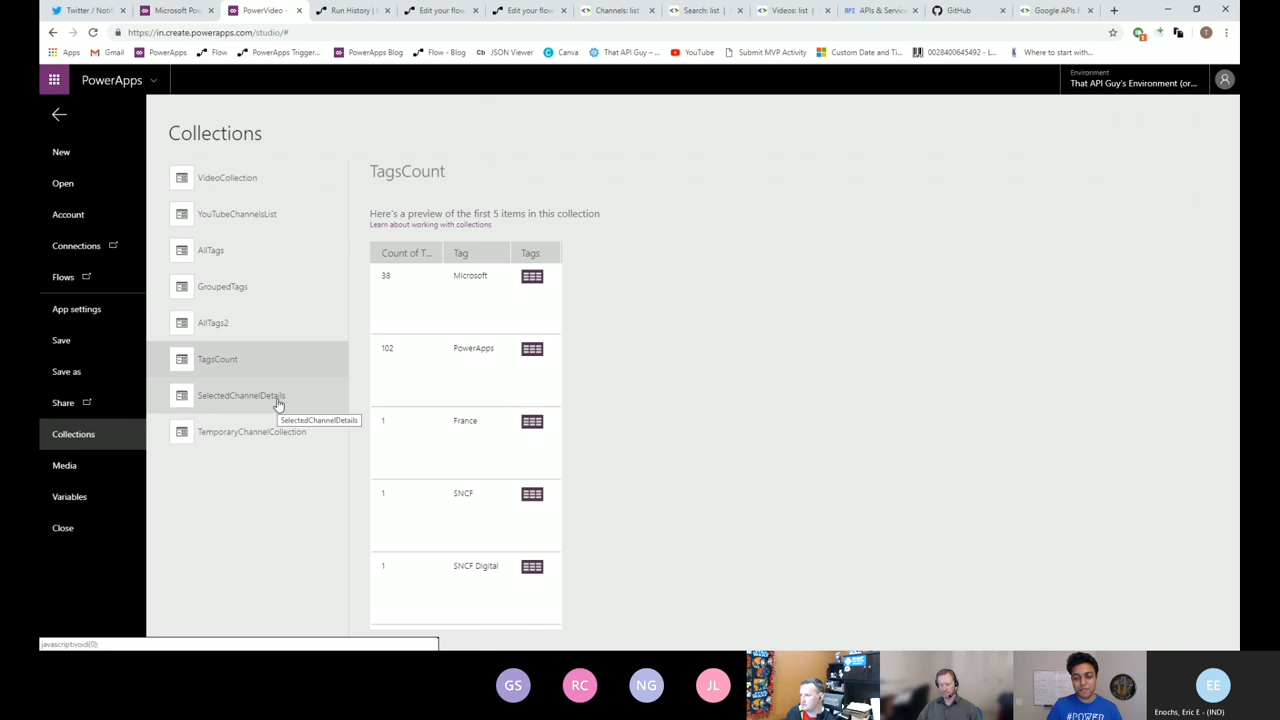 Twitter / Notifi
Microsoft Pow
PowerVideo -
Run History |
Edit your flow
Edit your flow
Channels: list
Search: list |
Videos: list |
APIs & Service
GitHub
Google APIs E
https://in.create.powerapps.com/studio/#
T
Apps
Gmail
PowerApps
Flow
PowerApps Trigger...
PowerApps Blog
Flow - Blog
Cb JSON Viewer
Canva
That API Guy -...
YouTube
Submit MVP Activity
Custom Date and Ti...
0028400645492 - L...
Where to start with...
PowerApps
Environment
That API Guy's Environment (or...
New
Open
Account
Connections
Flows
App settings
Save
Save as
Share
Collections
Media
Variables
Close
Collections
VideoCollection
YouTubeChannelsList
AllTags
GroupedTags
AllTags2
TagsCount
SelectedChannelDetails
SelectedChannelDetails
TemporaryChannelCollection
TagsCount
Here's a preview of the first 5 items in this collection
Learn about working with collections
Count of T... Tag Tags
38 Microsoft
102 PowerApps
1 France
1 SNCF
1 SNCF Digital
javascript:void(0);
GS
RC
NG
JL
#POWER
EE
Enochs, Eric E - (IND)